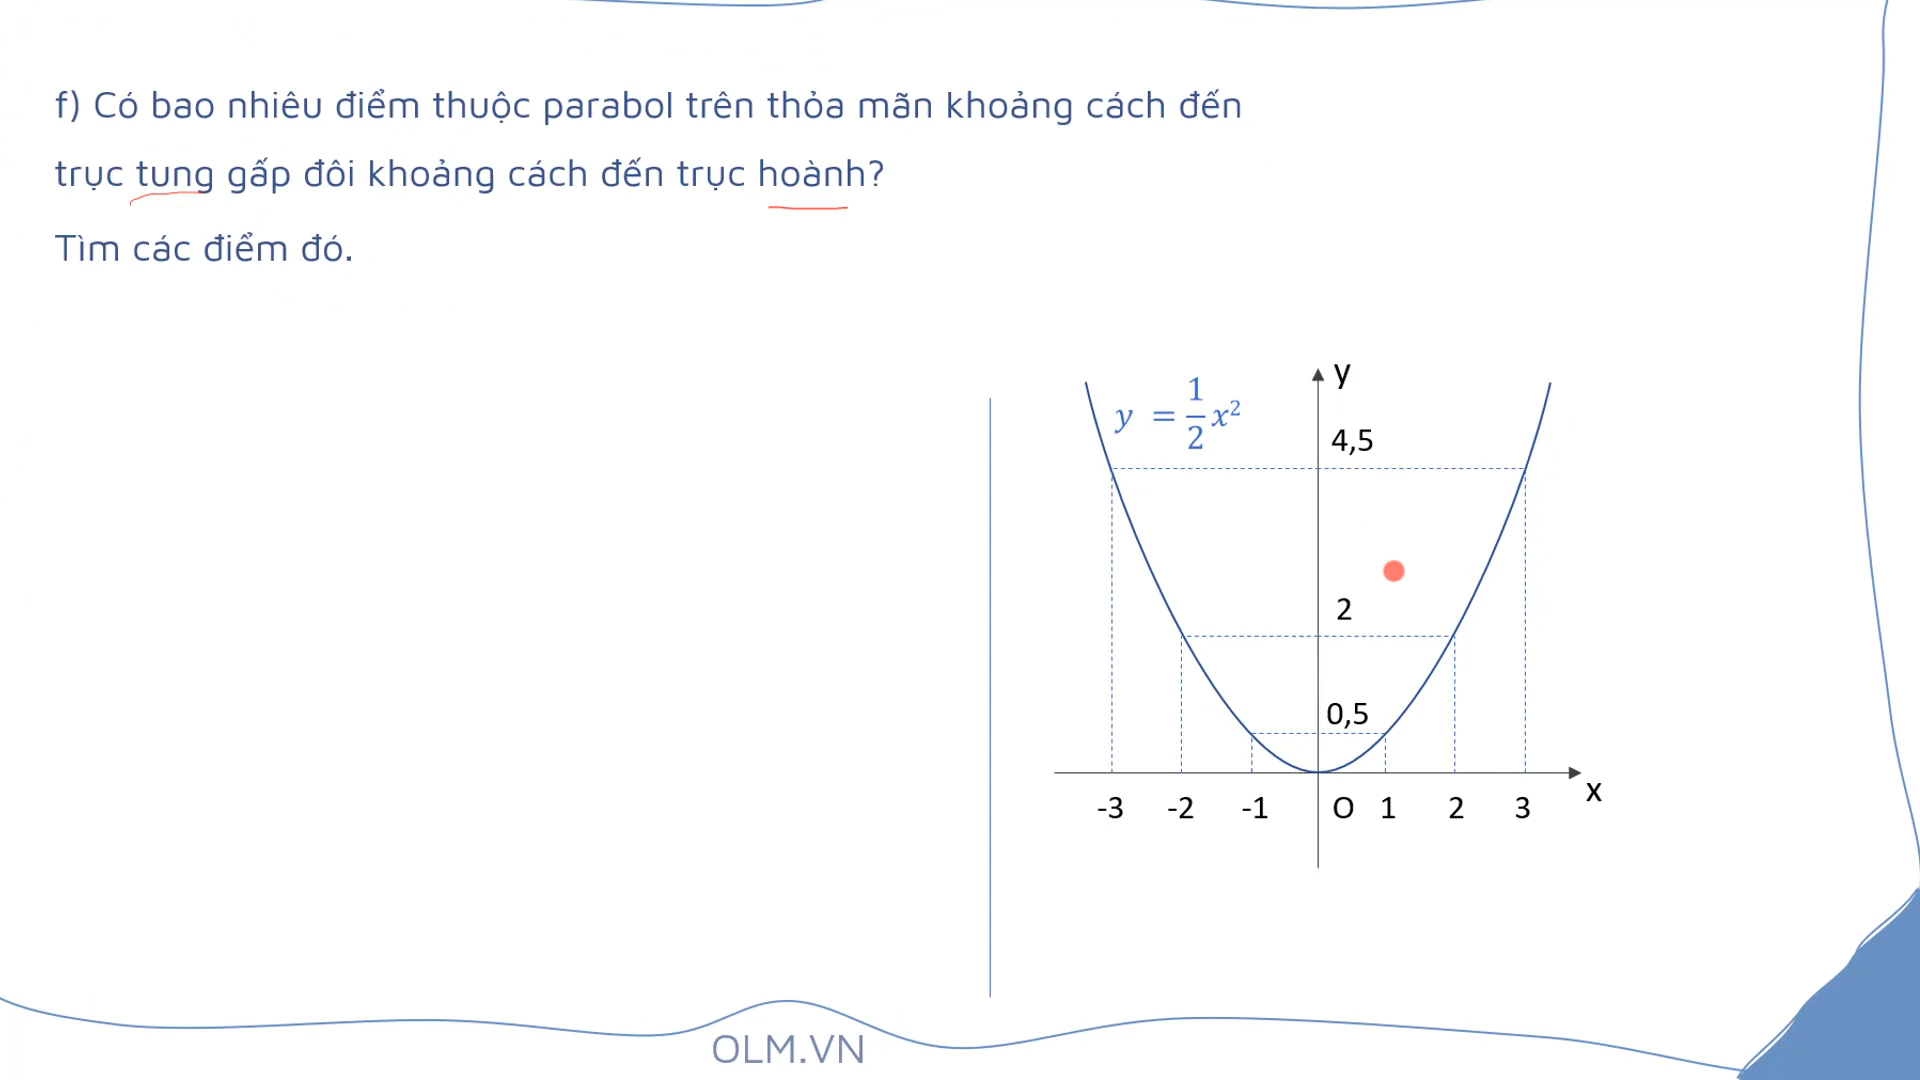 f) Có bao nhiêu điểm thuộc parabol trên thỏa mãn khoảng cách đến
trục tung gấp đôi khoảng cách đến trục hoành?
Tìm các điểm đó.
y
y = 1/2 x²
4,5
2
0,5
-3 -2 -1 O 1 2 3 x
OLM.VN